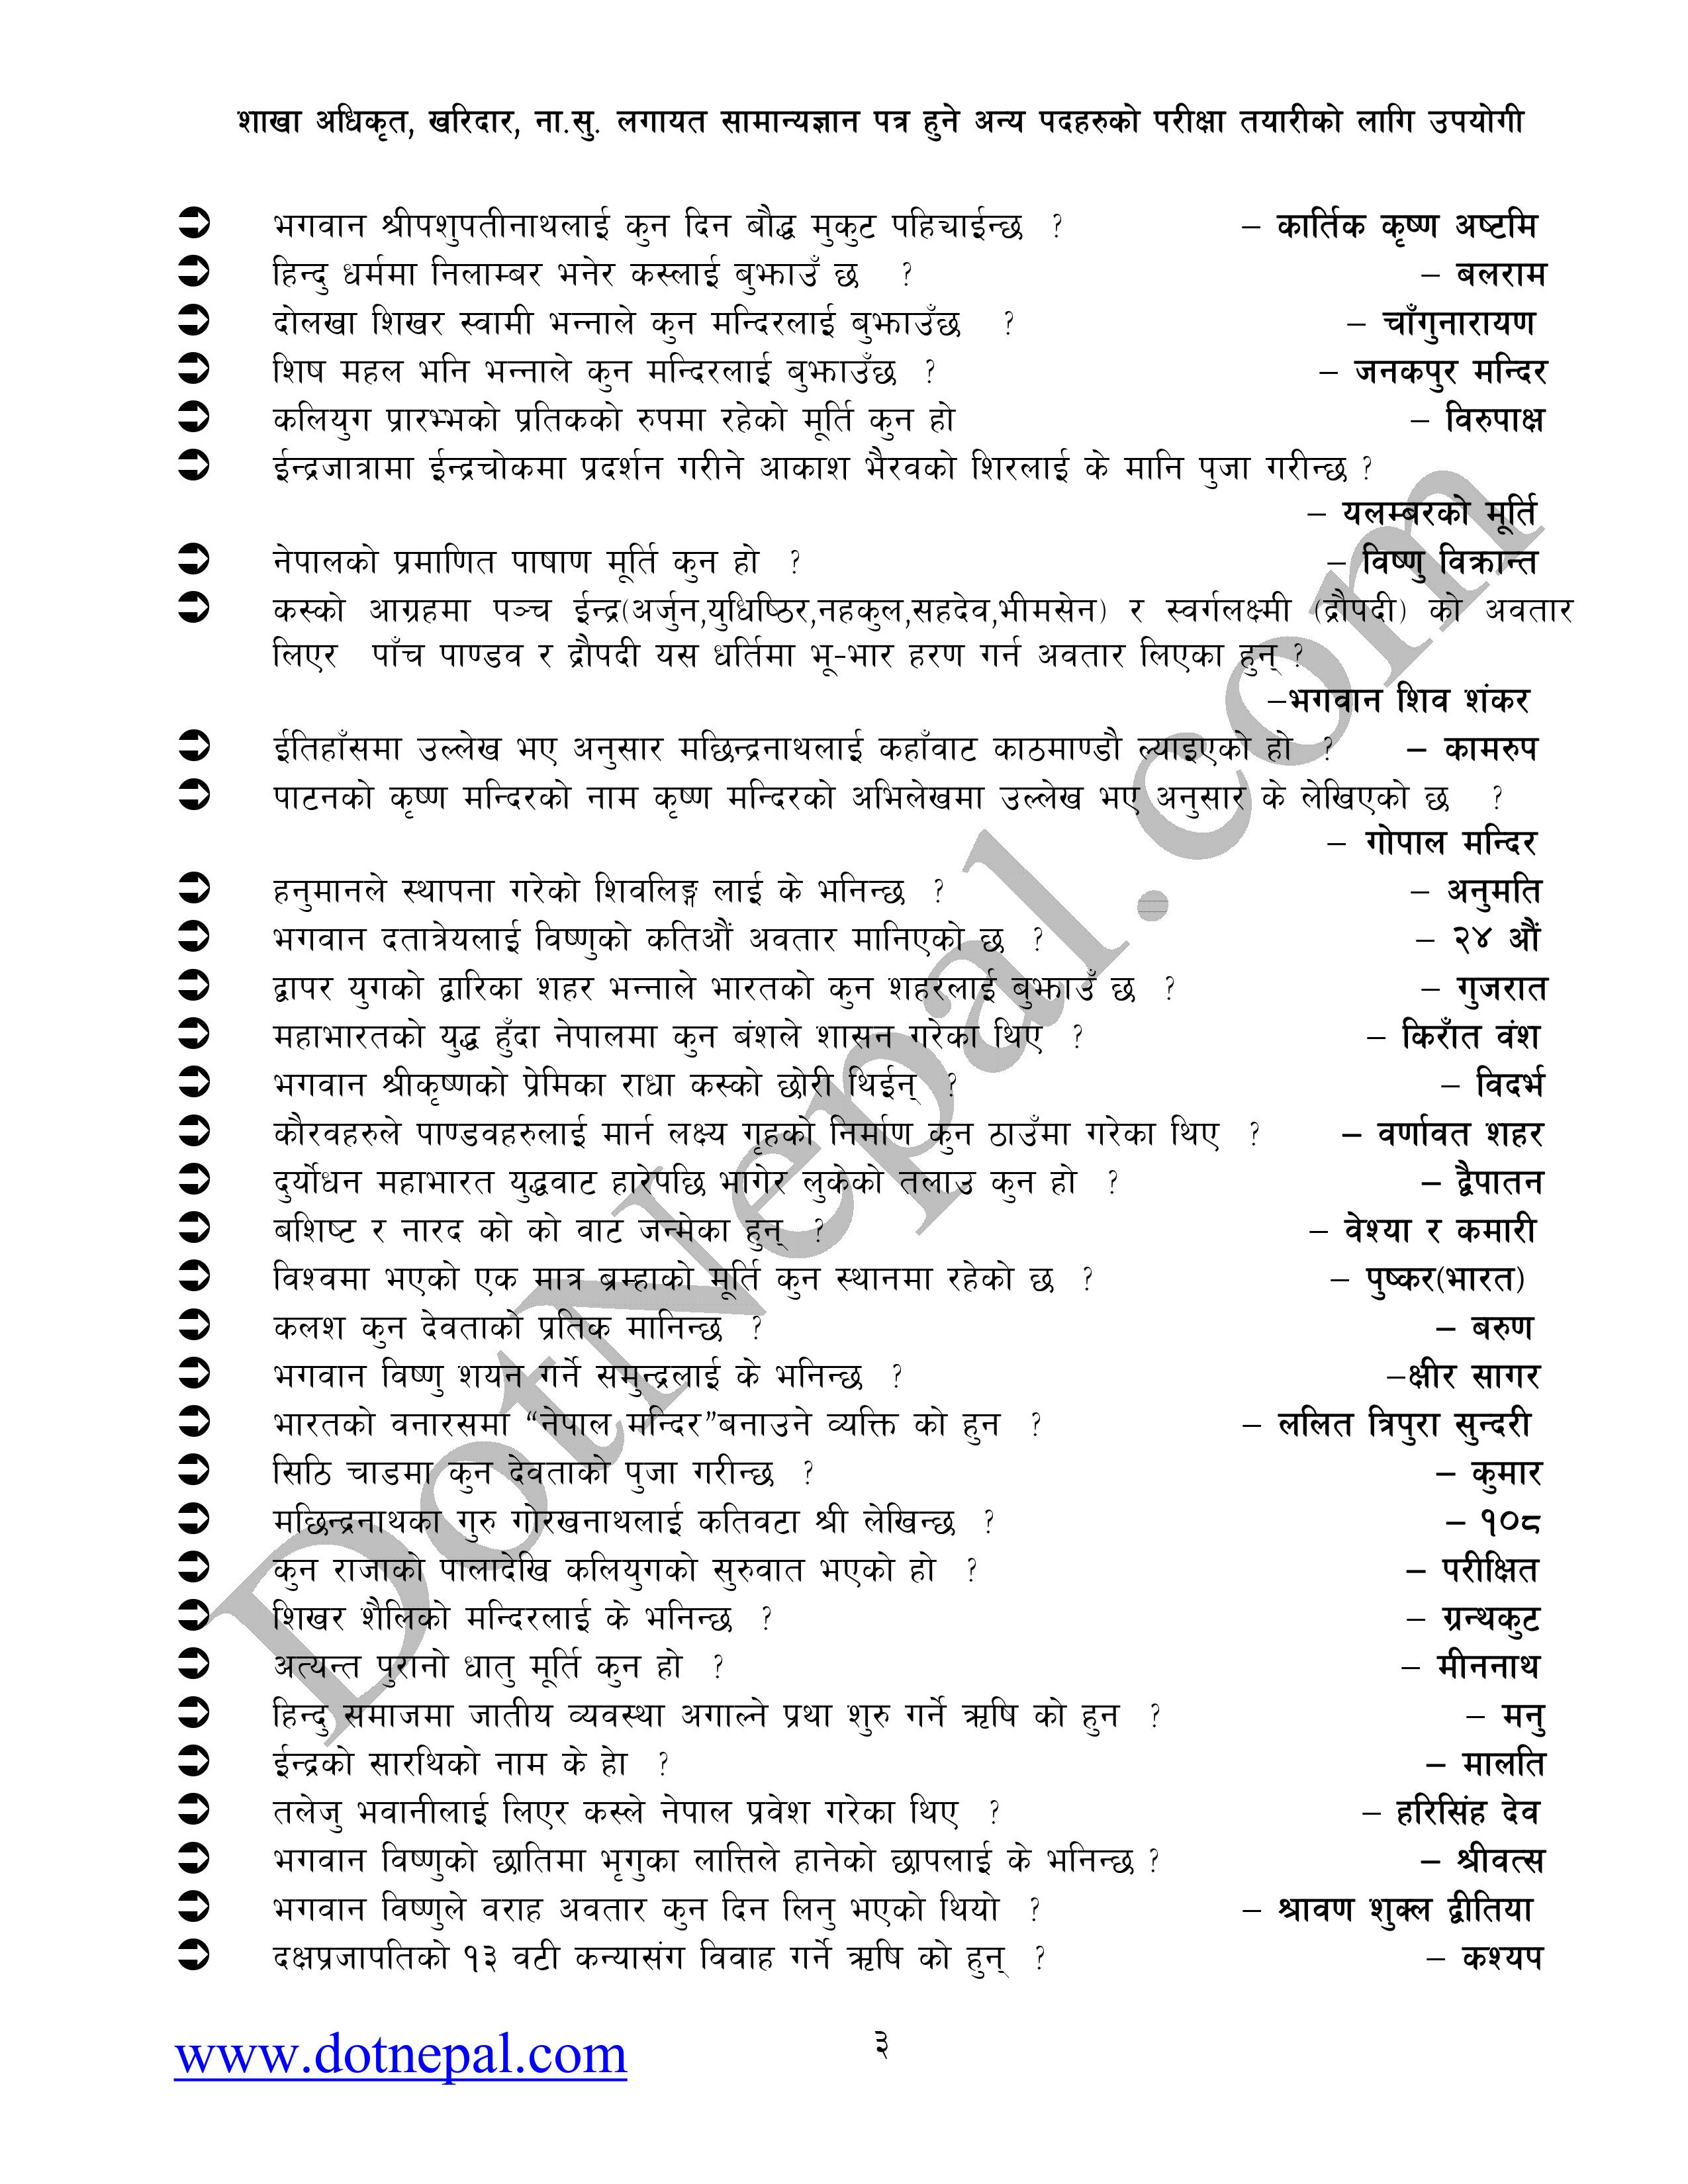 शाखा अधिकृत, खरिदार, ना.सु. लगायत सामान्यज्ञान पत्र हुने अन्य पदहरुको परीक्षा तयारीको लागि उपयोगी
भगवान श्रीपशुपतीनाथलाई कुन दिन बौद्ध मुकुट पहिर्‍याईन्छ ? – कार्तिक कृष्ण अष्टमि
हिन्दु धर्ममा निलाम्बर भनेर कस्लाई बुझाउँ छ ? – बलराम
दोलखा शिखर स्वामी भन्नाले कुन मन्दिरलाई बुझाउँछ ? – चाँगुनारायण
शिष महल भनि भन्नाले कुन मन्दिरलाई बुझाउँछ ? – जनकपुर मन्दिर
कलियुग प्रारम्भको प्रतिकको रुपमा रहेको मूर्ति कुन हो – विरुपाक्ष
ईन्द्रजात्रामा ईन्द्रचोकमा प्रदर्शन गरीने आकाश भैरवको शिरलाई के मानि पुजा गरीन्छ ?
– यलम्बरको मूर्ति
नेपालको प्रमाणित पाषाण मूर्ति कुन हो ? – विष्णु विक्रान्त
कस्को आग्रहमा पञ्च ईन्द्र(अर्जुन,युधिष्ठिर,नहकुल,सहदेव,भीमसेन) र स्वर्गलक्ष्मी (द्रौपदी) को अवतार
लिएर पाँच पाण्डव र द्रौपदी यस धर्तिमा भू-भार हरण गर्न अवतार लिएका हुन् ?
–भगवान शिव शंकर
ईतिहाँसमा उल्लेख भए अनुसार मछिन्द्रनाथलाई कहाँवाट काठमाण्डौ ल्याइएको हो ? – कामरुप
पाटनको कृष्ण मन्दिरको नाम कृष्ण मन्दिरको अभिलेखमा उल्लेख भए अनुसार के लेखिएको छ ?
– गोपाल मन्दिर
हनुमानले स्थापना गरेको शिवलिङ्ग लाई के भनिन्छ ? – अनुमति
भगवान दतात्रेयलाई विष्णुको कतिऔं अवतार मानिएको छ ? – २४ औं
द्वापर युगको द्वारिका शहर भन्नाले भारतको कुन शहरलाई बुझाउँ छ ? – गुजरात
महाभारतको युद्ध हुँदा नेपालमा कुन बंशले शासन गरेका थिए ? – किराँत वंश
भगवान श्रीकृष्णको प्रेमिका राधा कस्को छोरी थिईन् ? – विदर्भ
कौरवहरुले पाण्डवहरुलाई मार्न लक्ष्य गृहको निर्माण कुन ठाउँमा गरेका थिए ? – वर्णावत शहर
दुर्योधन महाभारत युद्धवाट हारेपछि भागेर लुकेको तलाउ कुन हो ? – द्वैपातन
बशिष्ट र नारद को को वाट जन्मेका हुन् ? – वेश्या र कमारी
विश्वमा भएको एक मात्र ब्रम्हाको मूर्ति कुन स्थानमा रहेको छ ? – पुष्कर(भारत)
कलश कुन देवताको प्रतिक मानिन्छ ? – बरुण
भगवान विष्णु शयन गर्ने समुन्द्रलाई के भनिन्छ ? –क्षीर सागर
भारतको वनारसमा “नेपाल मन्दिर”बनाउने व्यक्ति को हुन ? – ललित त्रिपुरा सुन्दरी
सिठि चाडमा कुन देवताको पुजा गरीन्छ ? – कुमार
मछिन्द्रनाथका गुरु गोरखनाथलाई कतिवटा श्री लेखिन्छ ? – १०८
कुन राजाको पालादेखि कलियुगको सुरुवात भएको हो ? – परीक्षित
शिखर शैलिको मन्दिरलाई के भनिन्छ ? – ग्रन्थकुट
अत्यन्त पुरानो धातु मूर्ति कुन हो ? – मीननाथ
हिन्दु समाजमा जातीय व्यवस्था अगाल्ने प्रथा शुरु गर्ने ऋषि को हुन ? – मनु
ईन्द्रको सारथिको नाम के हेा ? – मालति
तलेजु भवानीलाई लिएर कस्ले नेपाल प्रवेश गरेका थिए ? – हरिसिंह देव
भगवान विष्णुको छातिमा भृगुका लात्तिले हानेको छापलाई के भनिन्छ ? – श्रीवत्स
भगवान विष्णुले वराह अवतार कुन दिन लिनु भएको थियो ? – श्रावण शुक्ल द्वीतिया
दक्षप्रजापतिको १३ वटी कन्यासंग विवाह गर्ने ऋषि को हुन् ? – कश्यप
www.dotnepal.com ३
DotNepal.com